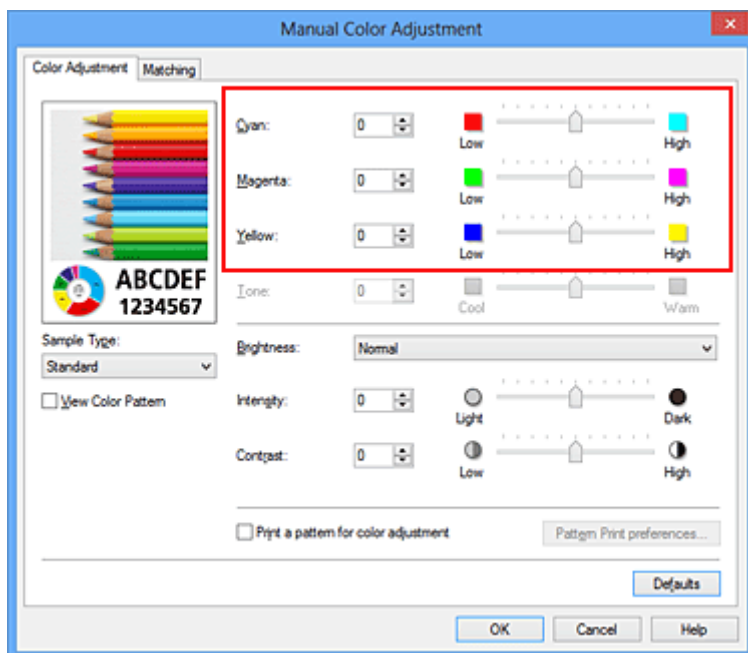 Manual Color Adjustment
Color Adjustment
Matching
ABCDEF
1234567
Sample Type:
Standard
View Color Pattern
Cyan: 0
Low High
Magenta: 0
Low High
Yellow: 0
Low High
Tone: 0
Cool Warm
Brightness: Normal
Intensity: 0
Light Dark
Contrast: 0
Low High
Print a pattern for color adjustment
Pattern Print preferences...
Defaults
OK Cancel Help